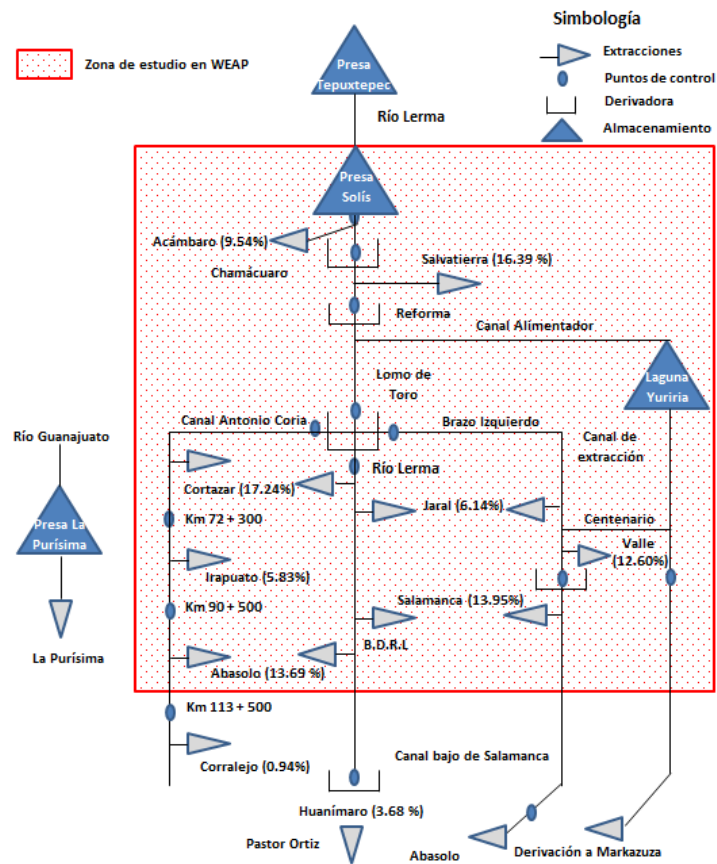 Simbología
Extracciones
Puntos de control
Derivadora
Almacenamiento
Zona de estudio en WEAP
Presa
Tepuxtepec
Río Lerma
Presa
Solís
Acámbaro (9.54%)
Chamácuaro
Salvatierra (16.39 %)
Reforma
Canal Alimentador
Lomo de
Toro
Laguna
Yuriria
Canal Antonio Coria
Brazo Izquierdo
Río Guanajuato
Canal de
extracción
Río Lerma
Cortazar (17.24%)
Presa La
Purísima
Km 72 + 300
Jaral (6.14%)
Centenario
Valle
(12.60%)
Irapuato (5.83%)
Km 90 + 500
Salamanca (13.95%)
La Purísima
B.D.R.L
Abasolo (13.69 %)
Km 113 + 500
Corralejo (0.94%)
Canal bajo de Salamanca
Huanímaro (3.68 %)
Pastor Ortiz
Abasolo
Derivación a Markazuza